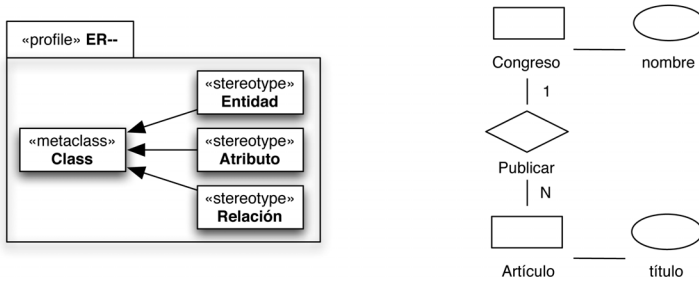 «profile» ER--
«stereotype»
Entidad
«metaclass»
Class
«stereotype»
Atributo
«stereotype»
Relación
Congreso
nombre
1
Publicar
N
Artículo
título